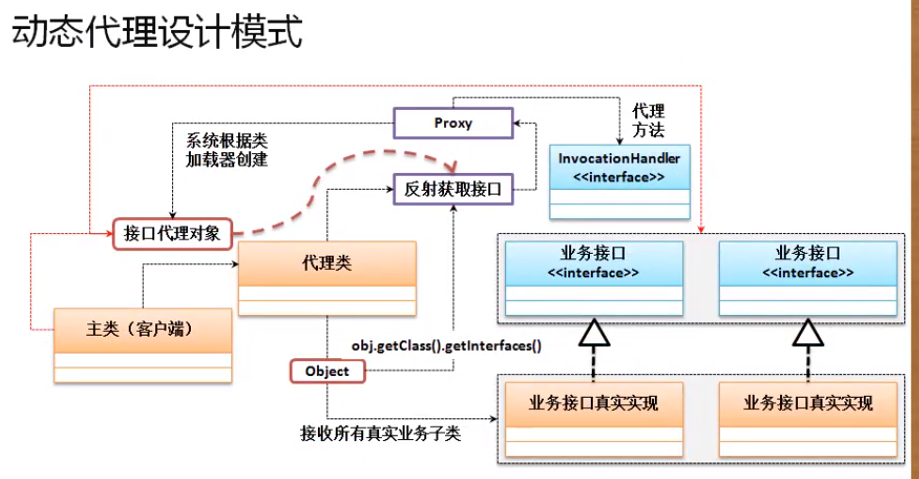 动态代理设计模式
Proxy
代理
方法
系统根据类
加载器创建
InvocationHandler
<<interface>>
反射获取接口
接口代理对象
代理类
业务接口
<<interface>>
业务接口
<<interface>>
主类（客户端）
obj.getClass().getInterfaces()
Object
业务接口真实实现
业务接口真实实现
接收所有真实业务子类